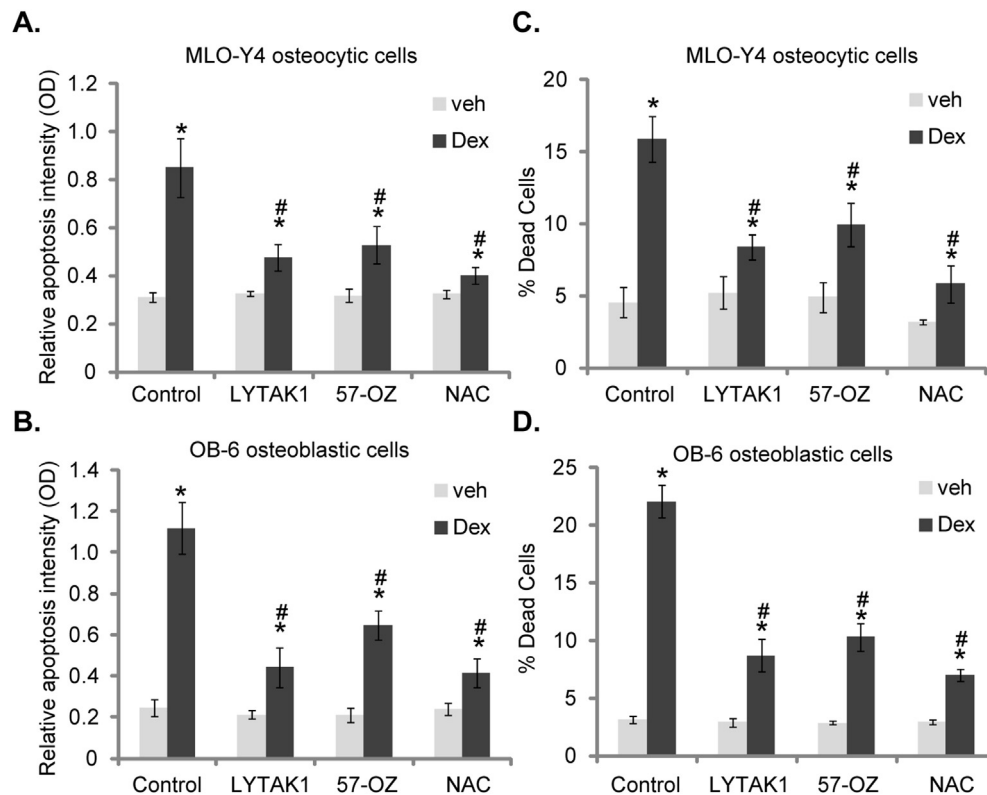 A.
MLO-Y4 osteocytic cells
Relative apoptosis intensity (OD)
1.2
1.0
0.8
0.6
0.4
0.2
0
veh
Dex
*
#
*
#
*
#
*
Control LYTAK1 57-OZ NAC
C.
MLO-Y4 osteocytic cells
% Dead Cells
20
15
10
5
0
veh
Dex
*
#
*
#
*
#
*
Control LYTAK1 57-OZ NAC
B.
OB-6 osteoblastic cells
Relative apoptosis intensity (OD)
1.4
1.2
1.0
0.8
0.6
0.4
0.2
0
veh
Dex
*
#
*
#
*
#
*
Control LYTAK1 57-OZ NAC
D.
OB-6 osteoblastic cells
% Dead Cells
25
20
15
10
5
0
veh
Dex
*
#
*
#
*
#
*
Control LYTAK1 57-OZ NAC